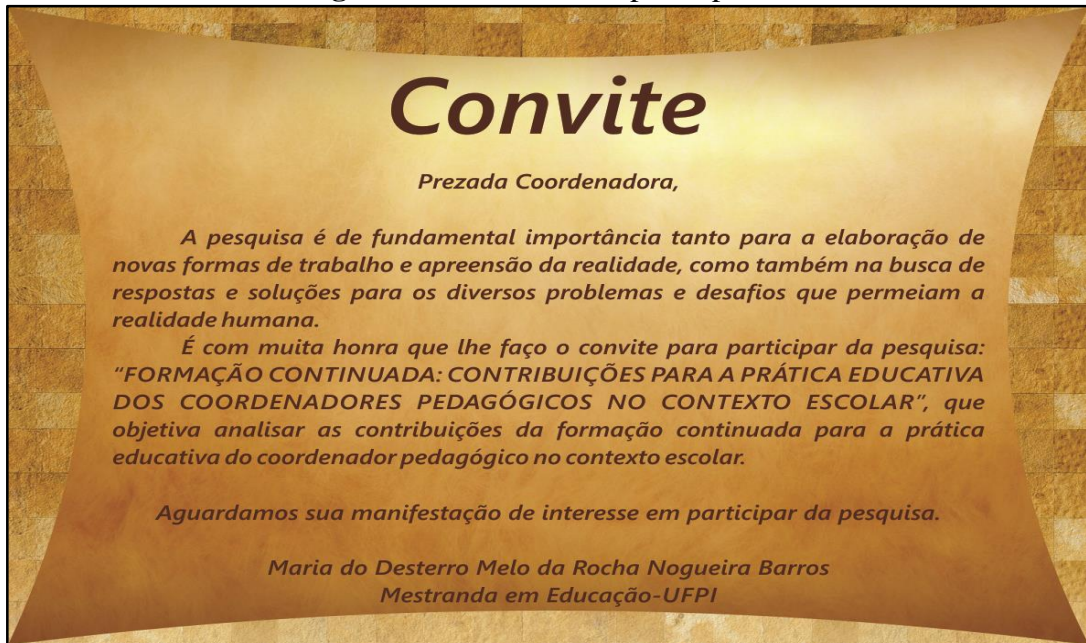 Convite
Prezada Coordenadora,
A pesquisa é de fundamental importância tanto para a elaboração de
novas formas de trabalho e apreensão da realidade, como também na busca de
respostas e soluções para os diversos problemas e desafios que permeiam a
realidade humana.
É com muita honra que lhe faço o convite para participar da pesquisa:
“FORMAÇÃO CONTINUADA: CONTRIBUIÇÕES PARA A PRÁTICA EDUCATIVA
DOS COORDENADORES PEDAGÓGICOS NO CONTEXTO ESCOLAR”, que
objetiva analisar as contribuições da formação continuada para a prática
educativa do coordenador pedagógico no contexto escolar.
Aguardamos sua manifestação de interesse em participar da pesquisa.
Maria do Desterro Melo da Rocha Nogueira Barros
Mestranda em Educação-UFPI